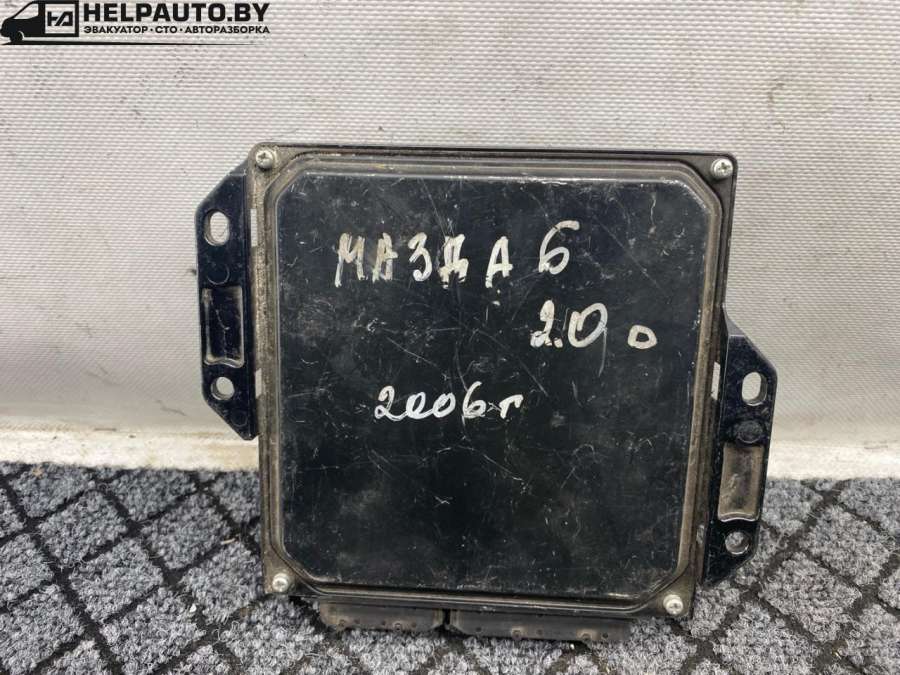 HELPAUTO.BY
ЭВАКУАТОР • СТО • АВТОРАЗБОРКА
МАЗДА 6
2.0 D
2006г